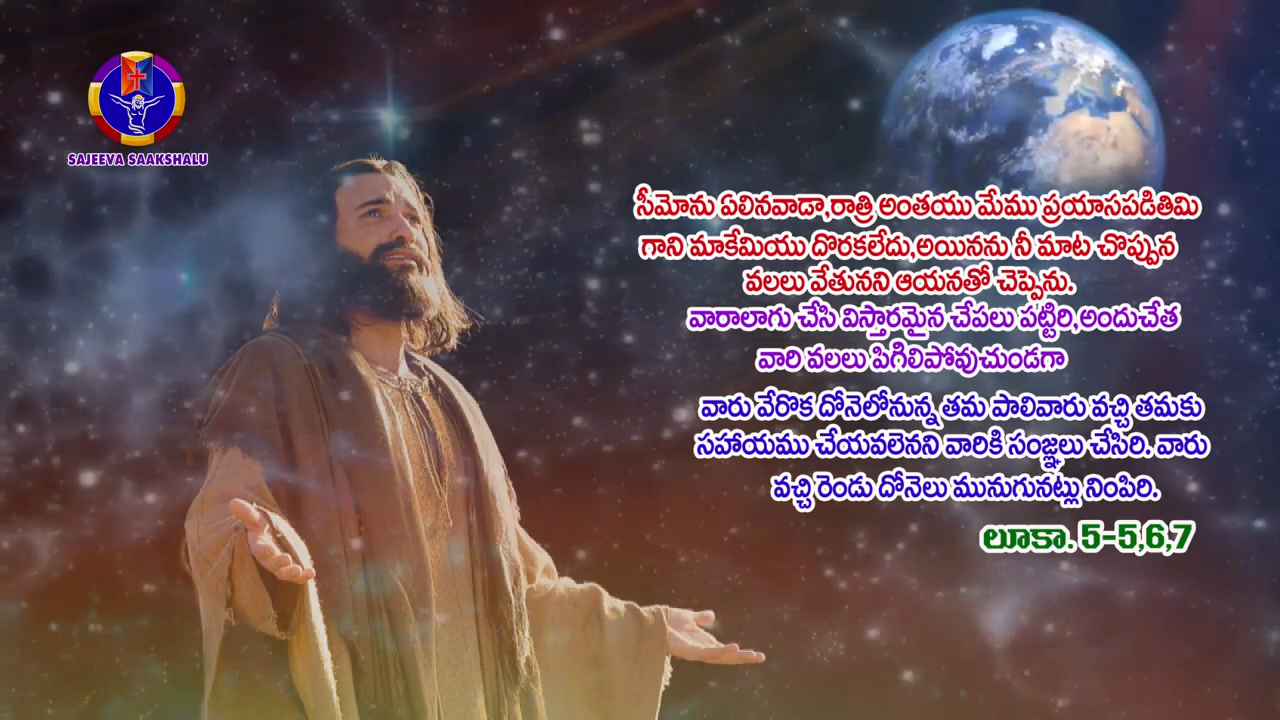 SAJEEVA SAAKSHALU
సీమోను ఏలినవాడా,రాత్రి అంతయు మేము ప్రయాసపడితిమి
గాని మాకేమియు దొరకలేదు,అయినను నీ మాట చొప్పున
వలలు వేతునని ఆయనతో చెప్పెను.
వారాలాగు చేసి విస్తారమైన చేపలు పట్టిరి,అందుచేత
వారి వలలు పిగిలిపోవుచుండగా
వారు వేరొక దోనెలోనున్న తమ పాలివారు వచ్చి తమకు
సహాయము చేయవలెనని వారికి సంజ్ఞలు చేసిరి. వారు
వచ్చి రెండు దోనెలు మునుగునట్లు నింపిరి.
లూకా. 5-5,6,7